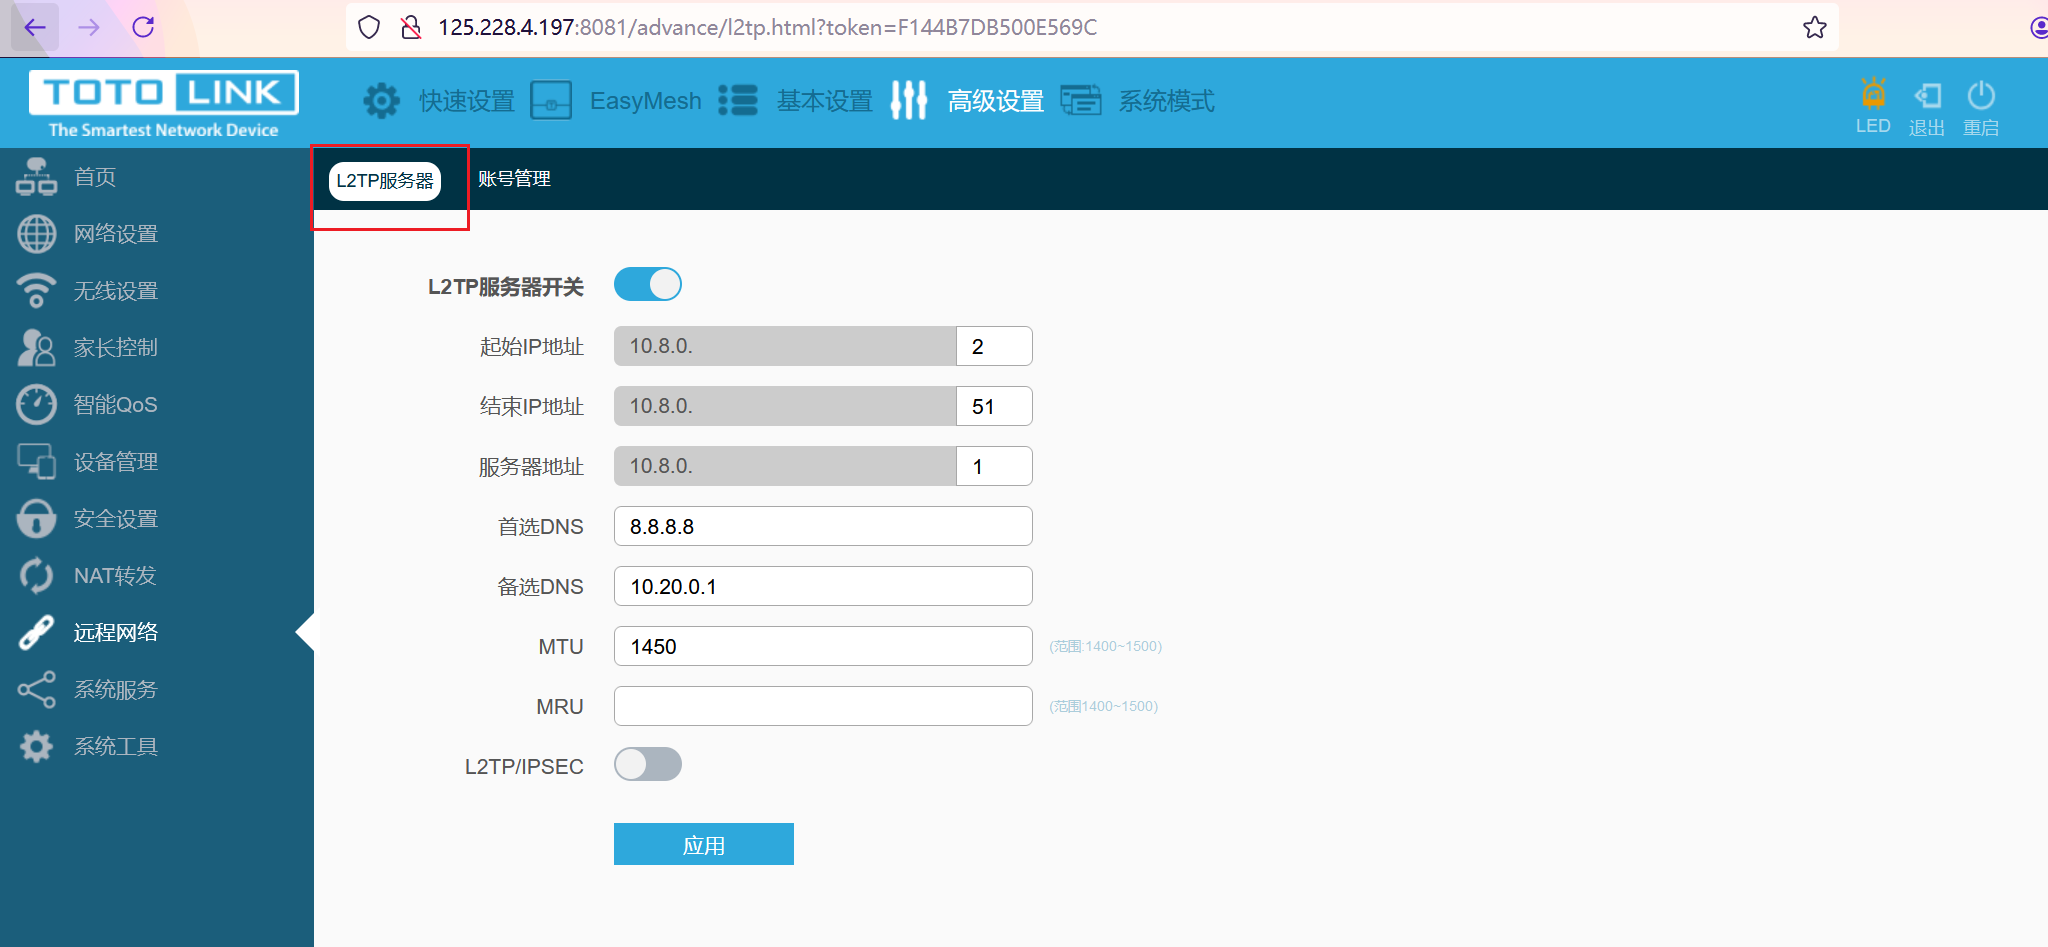 125.228.4.197:8081/advance/l2tp.html?token=F144B7DB500E569C
TOTO LINK
The Smartest Network Device
快速设置
EasyMesh
基本设置
高级设置
系统模式
LED
退出
重启
首页
网络设置
无线设置
家长控制
智能QoS
设备管理
安全设置
NAT转发
远程网络
系统服务
系统工具
L2TP服务器
账号管理
L2TP服务器开关
起始IP地址 10.8.0. 2
结束IP地址 10.8.0. 51
服务器地址 10.8.0. 1
首选DNS 8.8.8.8
备选DNS 10.20.0.1
MTU 1450 (范围:1400~1500)
MRU (范围1400~1500)
L2TP/IPSEC
应用